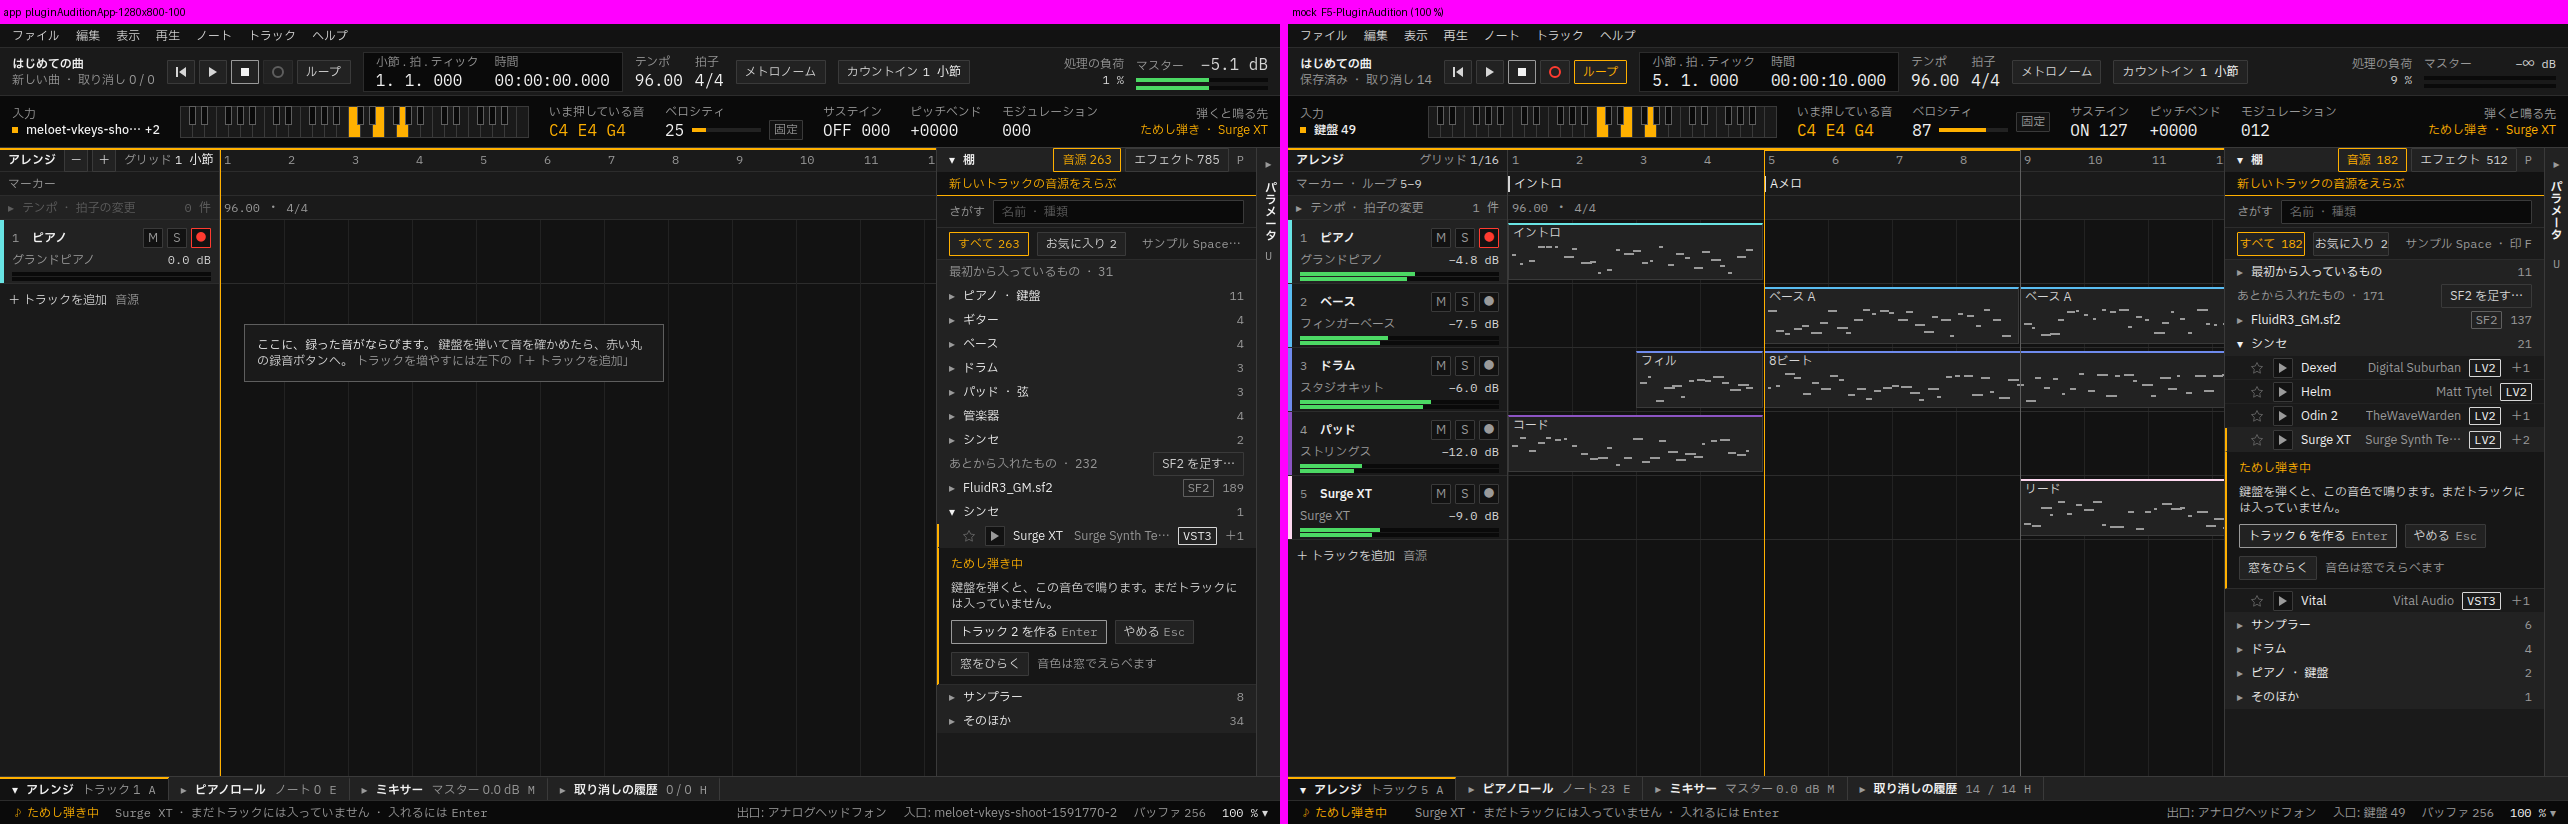 app pluginAuditionApp-1280x800-100
ファイル 編集 表示 再生 ノート トラック ヘルプ
はじめての曲
新しい曲 · 取り消し 0 / 0
ループ
小節 . 拍 . ティック 時間
1. 1. 000 00:00:00.000
テンポ 拍子
96.00 4/4
メトロノーム
カウントイン 1 小節
処理の負荷 マスター −5.1 dB
1 %
入力
meloet-vkeys-sho… +2
いま押している音 ベロシティ サステイン ピッチベンド モジュレーション
C4 E4 G4 25 固定 OFF 000 +0000 000
弾くと鳴る先
ためし弾き · Surge XT
アレンジ − + グリッド 1 小節
1 2 3 4 5 6 7 8 9 10 11 1
マーカー
▸ テンポ · 拍子の変更 0 件 96.00 · 4/4
1 ピアノ M S
グランドピアノ 0.0 dB
＋トラックを追加 音源
ここに、録った音がならびます。 鍵盤を弾いて音を確かめたら、赤い丸
の録音ボタンへ。 トラックを増やすには左下の「＋ トラックを追加」
▾ 棚 音源 263 エフェクト 785 P
新しいトラックの音源をえらぶ
さがす 名前 · 種類
すべて 263 お気に入り 2 サンプル Space…
最初から入っているもの · 31
▸ ピアノ · 鍵盤 11
▸ ギター 4
▸ ベース 4
▸ ドラム 3
▸ パッド · 弦 3
▸ 管楽器 4
▸ シンセ 2
あとから入れたもの · 232 SF2 を足す…
▸ FluidR3_GM.sf2 SF2 189
▾ シンセ 1
☆ ▶ Surge XT Surge Synth Te… VST3 +1
ためし弾き中
鍵盤を弾くと、この音色で鳴ります。まだトラックに
は入っていません。
トラック 2 を作る Enter やめる Esc
窓をひらく 音色は窓でえらべます
▸ サンプラー 8
▸ そのほか 34
▸ パラメータ U
▾ アレンジ トラック 1 A ▸ ピアノロール ノート 0 E ▸ ミキサー マスター 0.0 dB M ▸ 取り消しの履歴 0 / 0 H
♪ ためし弾き中 Surge XT · まだトラックには入っていません · 入れるには Enter
出口: アナログヘッドフォン 入口: meloet-vkeys-shoot-1591770-2 バッファ 256 100 % ▾
mock F5-PluginAudition (100 %)
ファイル 編集 表示 再生 ノート トラック ヘルプ
はじめての曲
保存済み · 取り消し 14
ループ
小節 . 拍 . ティック 時間
5. 1. 000 00:00:10.000
テンポ 拍子
96.00 4/4
メトロノーム
カウントイン 1 小節
処理の負荷 マスター −∞ dB
9 %
入力
鍵盤 49
いま押している音 ベロシティ サステイン ピッチベンド モジュレーション
C4 E4 G4 87 固定 ON 127 +0000 012
弾くと鳴る先
ためし弾き · Surge XT
アレンジ グリッド 1/16
1 2 3 4 5 6 7 8 9 10 11 1
マーカー · ループ 5–9 イントロ Aメロ
▸ テンポ · 拍子の変更 1 件 96.00 · 4/4
1 ピアノ M S
グランドピアノ −4.8 dB
イントロ
2 ベース M S
フィンガーベース −7.5 dB
ベース A ベース A
3 ドラム M S
スタジオキット −6.0 dB
フィル 8ビート
4 パッド M S
ストリングス −12.0 dB
コード
5 Surge XT M S
Surge XT −9.0 dB
リード
＋トラックを追加 音源
▾ 棚 音源 182 エフェクト 512 P
新しいトラックの音源をえらぶ
さがす 名前 · 種類
すべて 182 お気に入り 2 サンプル Space · 印 F
▸ 最初から入っているもの 11
あとから入れたもの · 171 SF2 を足す…
▸ FluidR3_GM.sf2 SF2 137
▾ シンセ 21
☆ ▶ Dexed Digital Suburban LV2 +1
☆ ▶ Helm Matt Tytel LV2
☆ ▶ Odin 2 TheWaveWarden LV2 +1
☆ ▶ Surge XT Surge Synth Te… LV2 +2
ためし弾き中
鍵盤を弾くと、この音色で鳴ります。まだトラックに
は入っていません。
トラック 6 を作る Enter やめる Esc
窓をひらく 音色は窓でえらべます
☆ ▶ Vital Vital Audio VST3 +1
▸ サンプラー 6
▸ ドラム 4
▸ ピアノ · 鍵盤 2
▸ そのほか 1
▸ パラメータ U
▾ アレンジ トラック 5 A ▸ ピアノロール ノート 23 E ▸ ミキサー マスター 0.0 dB M ▸ 取り消しの履歴 14 / 14 H
♪ ためし弾き中 Surge XT · まだトラックには入っていません · 入れるには Enter
出口: アナログヘッドフォン 入口: 鍵盤 49 バッファ 256 100 % ▾